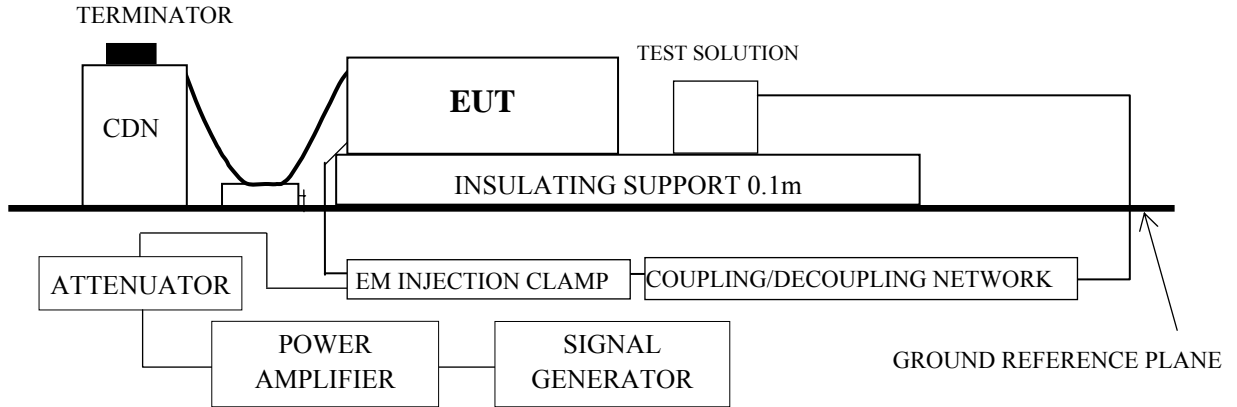 TERMINATOR
TEST SOLUTION
EUT
CDN
INSULATING SUPPORT 0.1m
ATTENUATOR
EM INJECTION CLAMP
COUPLING/DECOUPLING NETWORK
POWER
AMPLIFIER
SIGNAL
GENERATOR
GROUND REFERENCE PLANE